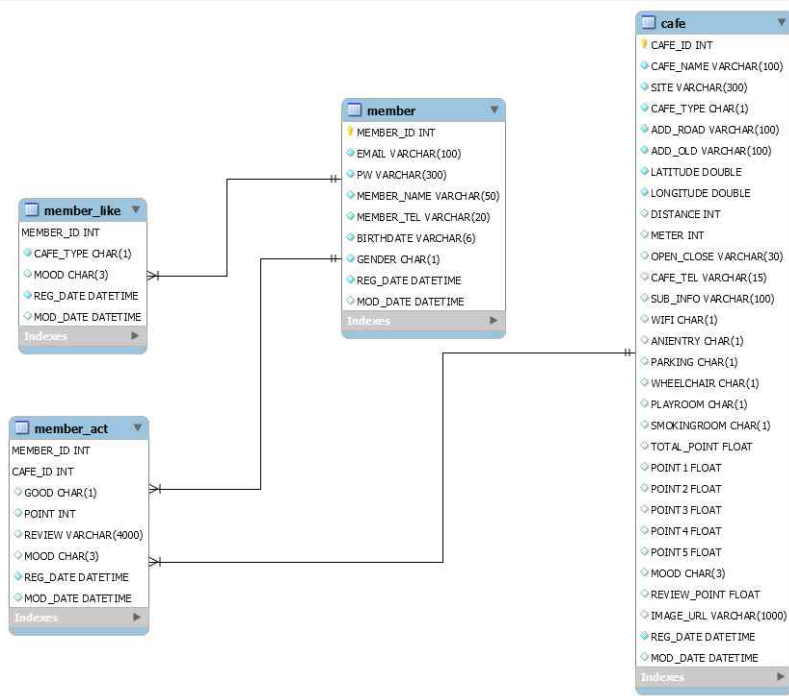 cafe
CAFE_ID INT
CAFE_NAME VARCHAR(100)
SITE VARCHAR(300)
CAFE_TYPE CHAR(1)
ADD_ROAD VARCHAR(100)
ADD_OLD VARCHAR(100)
LATITUDE DOUBLE
LONGITUDE DOUBLE
DISTANCE INT
METER INT
OPEN_CLOSE VARCHAR(30)
CAFE_TEL VARCHAR(15)
SUB_INFO VARCHAR(100)
WIFI CHAR(1)
ANIENTRY CHAR(1)
PARKING CHAR(1)
WHEELCHAIR CHAR(1)
PLAYROOM CHAR(1)
SMOKINGROOM CHAR(1)
TOTAL_POINT FLOAT
POINT1 FLOAT
POINT2 FLOAT
POINT3 FLOAT
POINT4 FLOAT
POINT5 FLOAT
MOOD CHAR(3)
REVIEW_POINT FLOAT
IMAGE_URL VARCHAR(1000)
REG_DATE DATETIME
MOD_DATE DATETIME
Indexes
member
MEMBER_ID INT
EMAIL VARCHAR(100)
PW VARCHAR(300)
MEMBER_NAME VARCHAR(50)
MEMBER_TEL VARCHAR(20)
BIRTHDATE VARCHAR(6)
GENDER CHAR(1)
REG_DATE DATETIME
MOD_DATE DATETIME
Indexes
member_like
MEMBER_ID INT
CAFE_TYPE CHAR(1)
MOOD CHAR(3)
REG_DATE DATETIME
MOD_DATE DATETIME
Indexes
member_act
MEMBER_ID INT
CAFE_ID INT
GOOD CHAR(1)
POINT INT
REVIEW VARCHAR(4000)
MOOD CHAR(3)
REG_DATE DATETIME
MOD_DATE DATETIME
Indexes